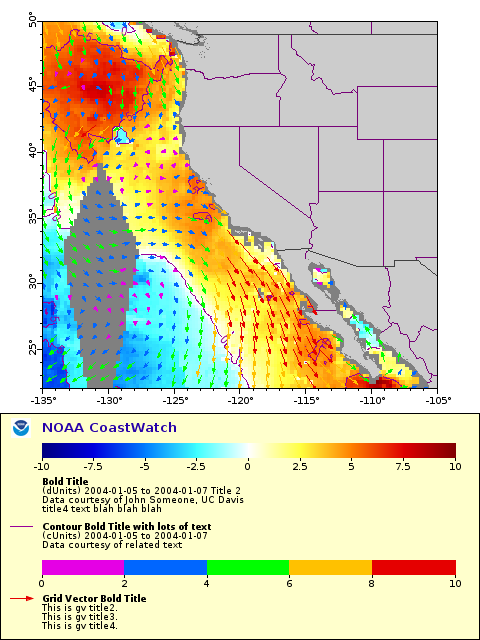 50°
45°
40°
35°
30°
25°
-135 -130 -125 -120 -115 -110 -105
NOAA CoastWatch
-10 -7.5 -5 -2.5 0 2.5 5 7.5 10
Bold Title
(dUnits) 2004-01-05 to 2004-01-07 Title 2
Data courtesy of John Someone, UC Davis
title4 text blah blah blah
Contour Bold Title with lots of text
(cUnits) 2004-01-05 to 2004-01-07
Data courtesy of related text
0 2 4 6 8 10
Grid Vector Bold Title
This is gv title2.
This is gv title3.
This is gv title4.